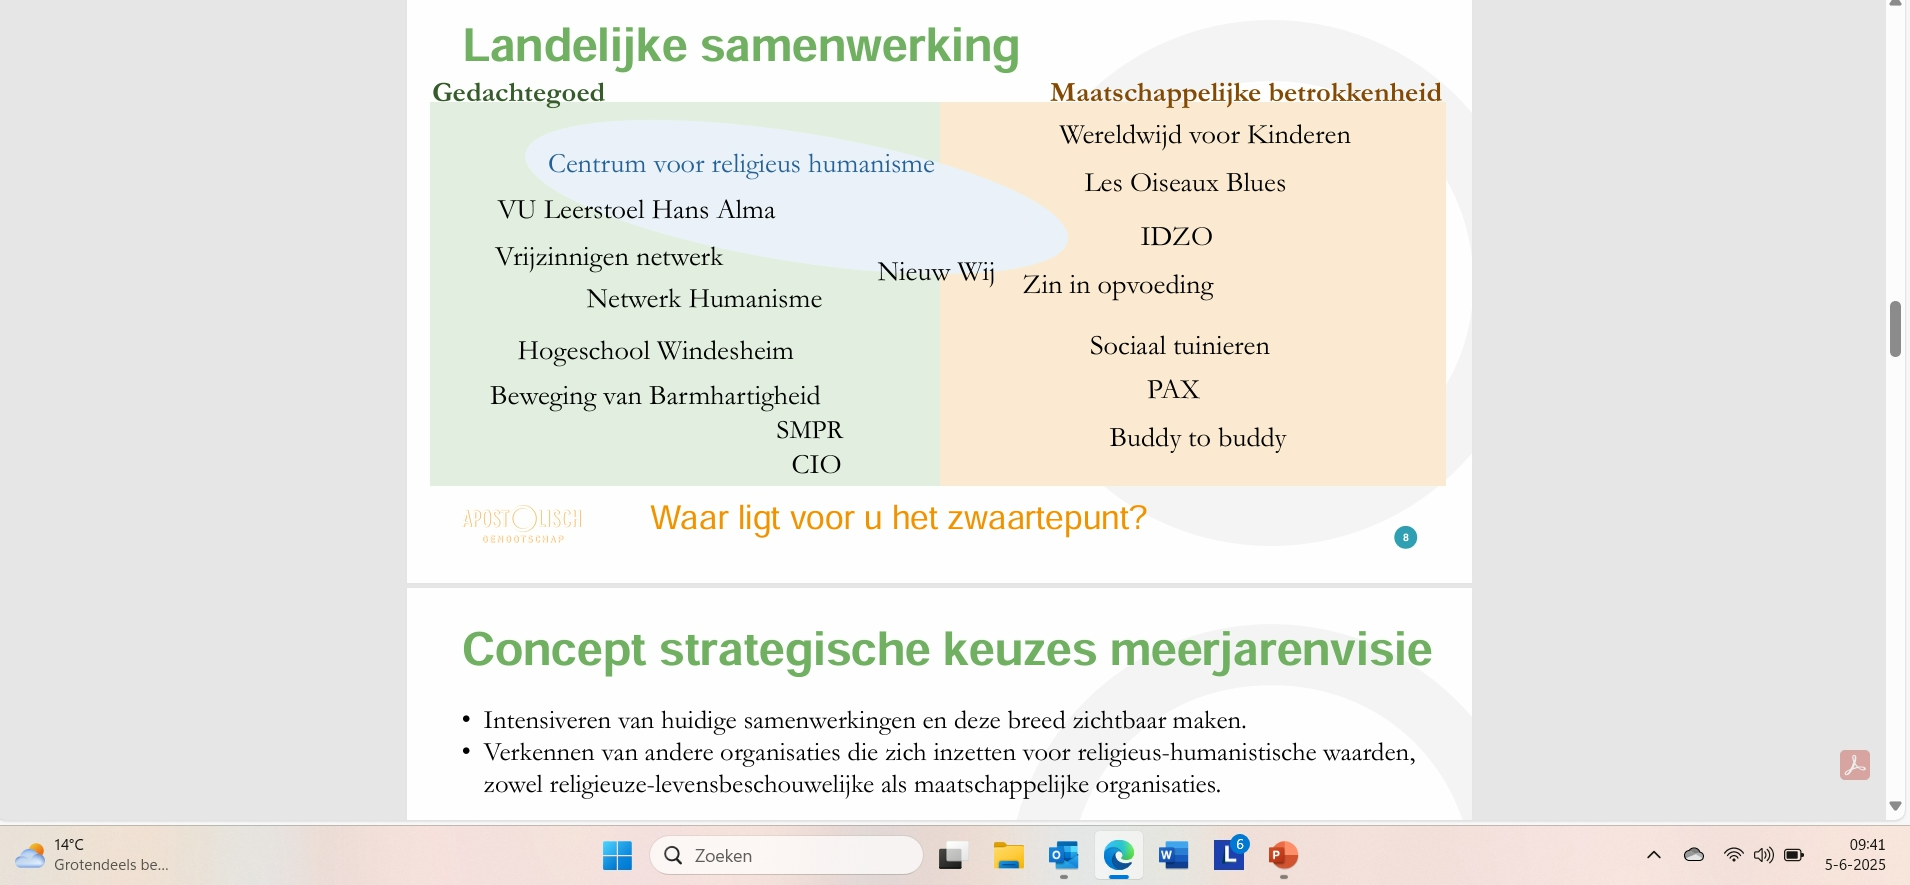 Landelijke samenwerking
Gedachtegoed
Maatschappelijke betrokkenheid
Centrum voor religieus humanisme
VU Leerstoel Hans Alma
Vrijzinnigen netwerk
Netwerk Humanisme
Hogeschool Windesheim
Beweging van Barmhartigheid
SMPR
CIO
Nieuw Wij
Wereldwijd voor Kinderen
Les Oiseaux Blues
IDZO
Zin in opvoeding
Sociaal tuinieren
PAX
Buddy to buddy
APOSTOLISCH
GENOOTSCHAP
Waar ligt voor u het zwaartepunt?
8
Concept strategische keuzes meerjarenvisie
• Intensiveren van huidige samenwerkingen en deze breed zichtbaar maken.
• Verkennen van andere organisaties die zich inzetten voor religieus-humanistische waarden,
zowel religieuze-levensbeschouwelijke als maatschappelijke organisaties.
14°C
Grotendeels be...
Zoeken
6
09:41
5-6-2025